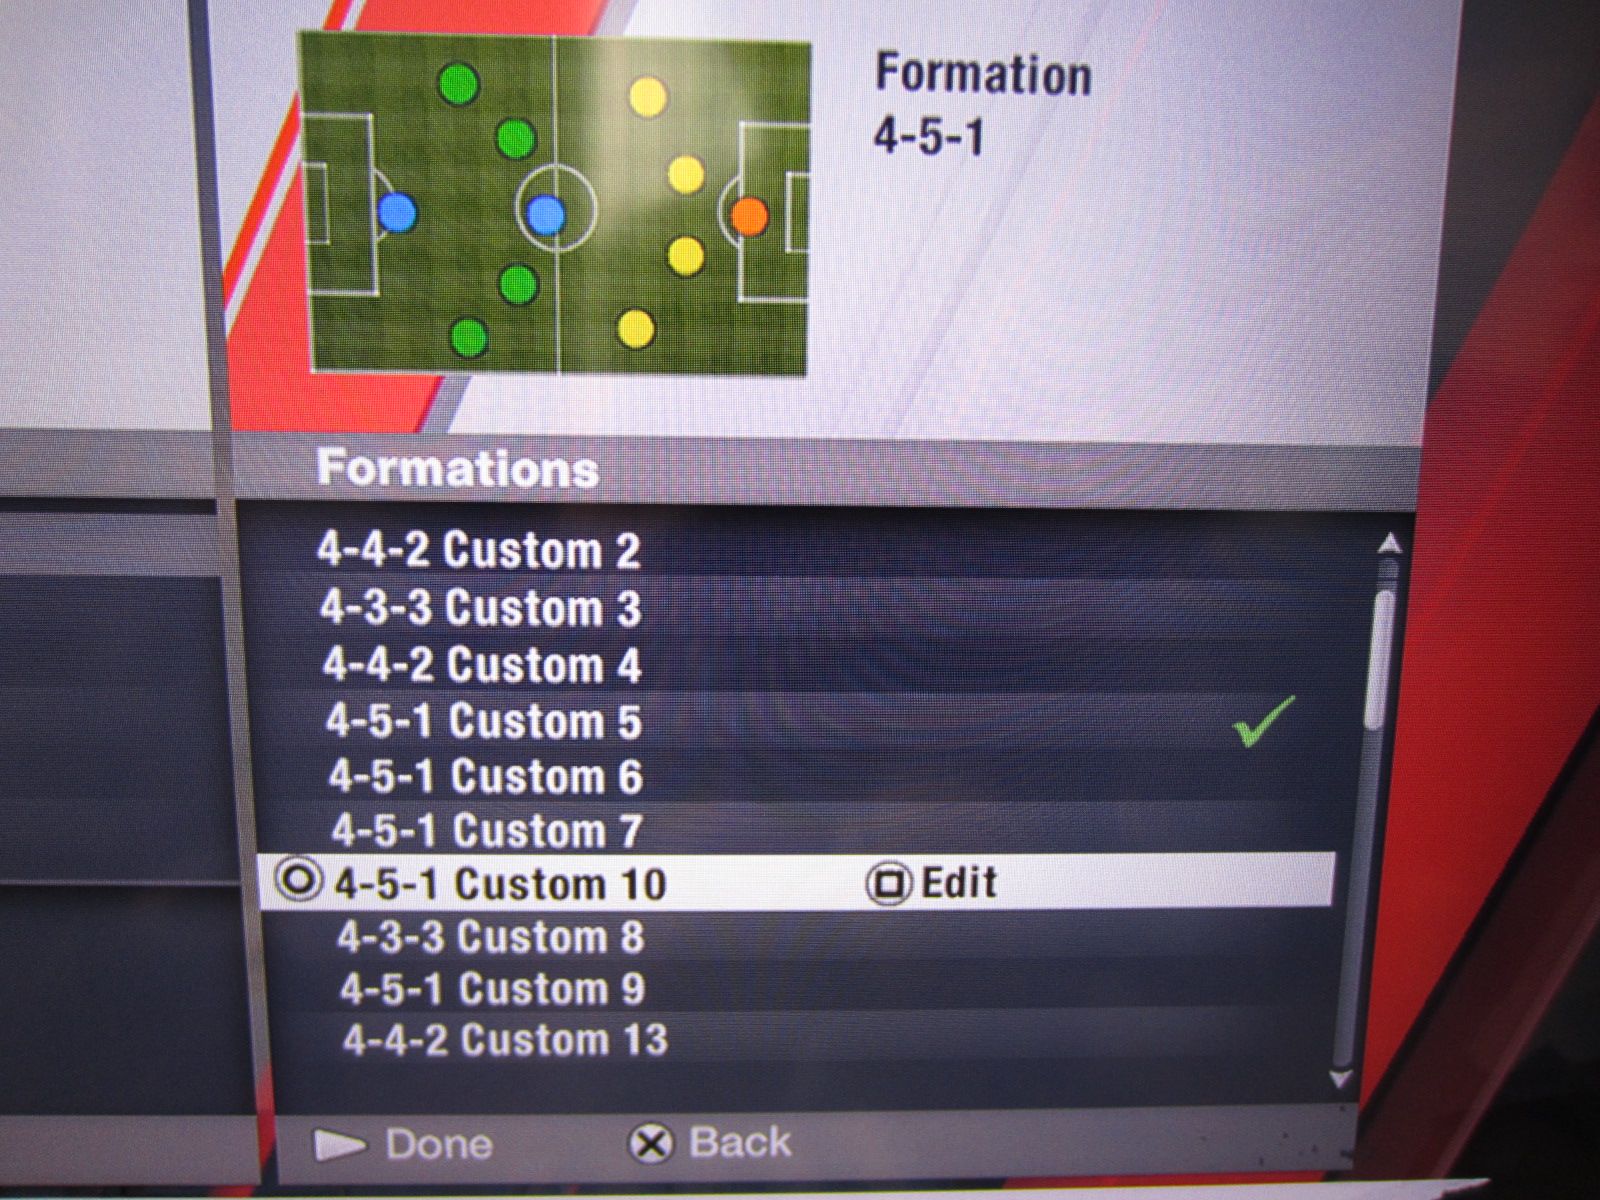 Formation
4-5-1
Formations
4-4-2 Custom 2
4-3-3 Custom 3
4-4-2 Custom 4
4-5-1 Custom 5
4-5-1 Custom 6
4-5-1 Custom 7
4-5-1 Custom 10 Edit
4-3-3 Custom 8
4-5-1 Custom 9
4-4-2 Custom 13
Done Back